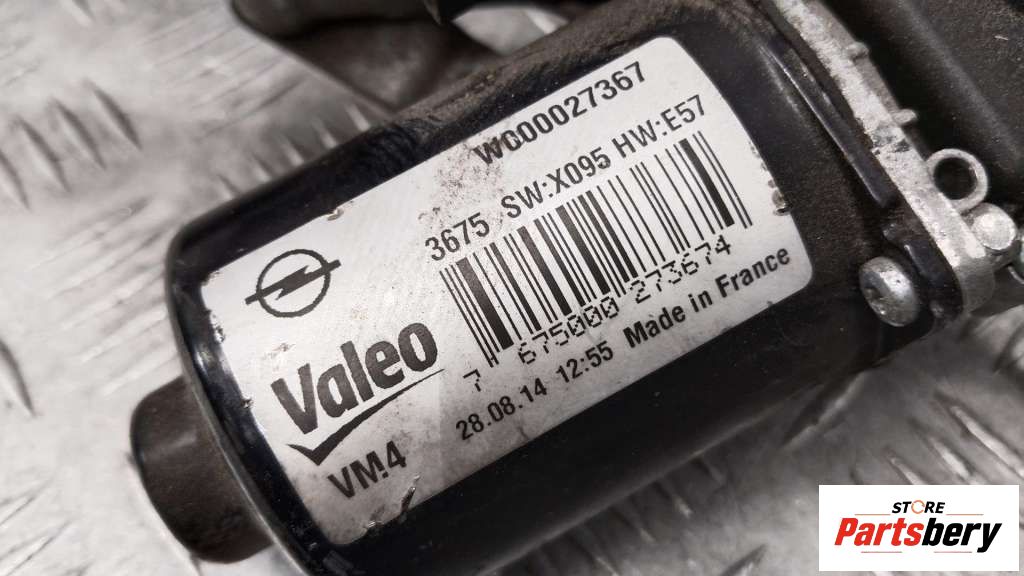 W000027367
3675 SW:X095 HW:E57
7 675000 273674
28.08.14 12:55 Made in France
Valeo
VM4
STORE
Partsbery